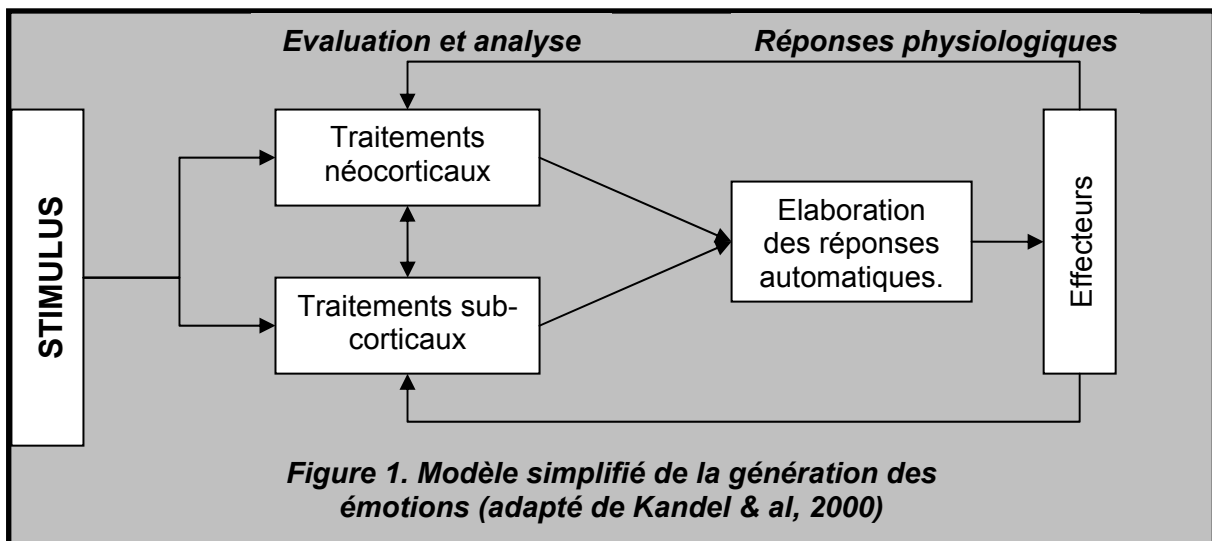 Evaluation et analyse
Réponses physiologiques
STIMULUS
Traitements
néocorticaux
Traitements sub-
corticaux
Elaboration
des réponses
automatiques.
Effecteurs
Figure 1. Modèle simplifié de la génération des
émotions (adapté de Kandel & al, 2000)